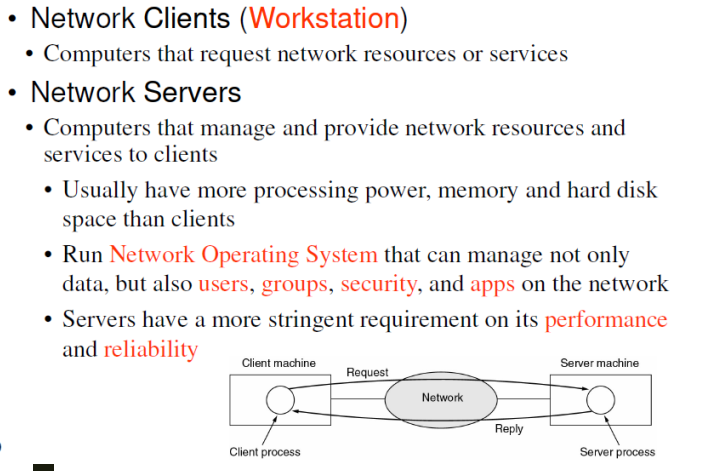 • Network Clients (Workstation)
• Computers that request network resources or services
• Network Servers
• Computers that manage and provide network resources and
services to clients
• Usually have more processing power, memory and hard disk
space than clients
• Run Network Operating System that can manage not only
data, but also users, groups, security, and apps on the network
• Servers have a more stringent requirement on its performance
and reliability
Client machine
Server machine
Request
Network
Reply
Client process
Server process